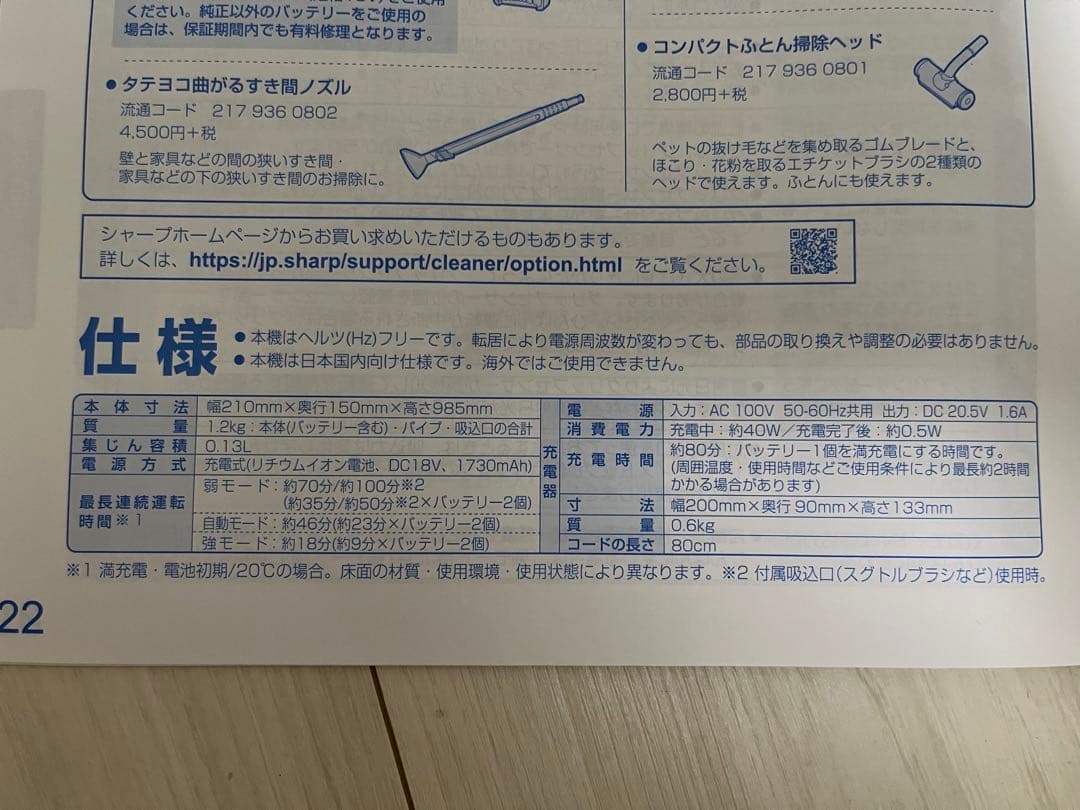 ください。純正以外のバッテリーをご使用の
場合は、保証期間内でも有料修理となります。
●タテヨコ曲がるすき間ノズル
流通コード 217 936 0802
4,500円+税
壁と家具などの間の狭いすき間・
家具などの下の狭いすき間のお掃除に。
●コンパクトふとん掃除ヘッド
流通コード 217 936 0801
2,800円+税
ペットの抜け毛などを集め取るゴムブレードと、
ほこり・花粉を取るエチケットブラシの2種類の
ヘッドで使えます。ふとんにも使えます。
シャープホームページからお買い求めいただけるものもあります。
詳しくは、https://jp.sharp/support/cleaner/option.html をご覧ください。
仕様
●本機はヘルツ(Hz)フリーです。転居により電源周波数が変わっても、部品の取り換えや調整の必要はありません。
●本機は日本国内向け仕様です。海外ではご使用できません。
本体寸法 幅210mm×奥行150mm×高さ985mm
質量 1.2kg:本体(バッテリー含む)・パイプ・吸込口の合計
集じん容積 0.13L
電源方式 充電式(リチウムイオン電池、DC18V、1730mAh)
最長連続運転時間※1
弱モード:約70分/約100分※2
(約35分/約50分※2×バッテリー2個)
自動モード:約46分(約23分×バッテリー2個)
強モード:約18分(約9分×バッテリー2個)
充電器
電源 入力:AC 100V 50-60Hz共用 出力:DC 20.5V 1.6A
消費電力 充電中:約40W/充電完了後:約0.5W
充電時間 約80分:バッテリー1個を満充電にする時間です。
(周囲温度・使用時間などご使用条件により最長約2時間
かかる場合があります)
寸法 幅200mm×奥行90mm×高さ133mm
質量 0.6kg
コードの長さ 80cm
※1 満充電・電池初期/20℃の場合。床面の材質・使用環境・使用状態により異なります。※2 付属吸込口(スグトルブラシなど)使用時。
22